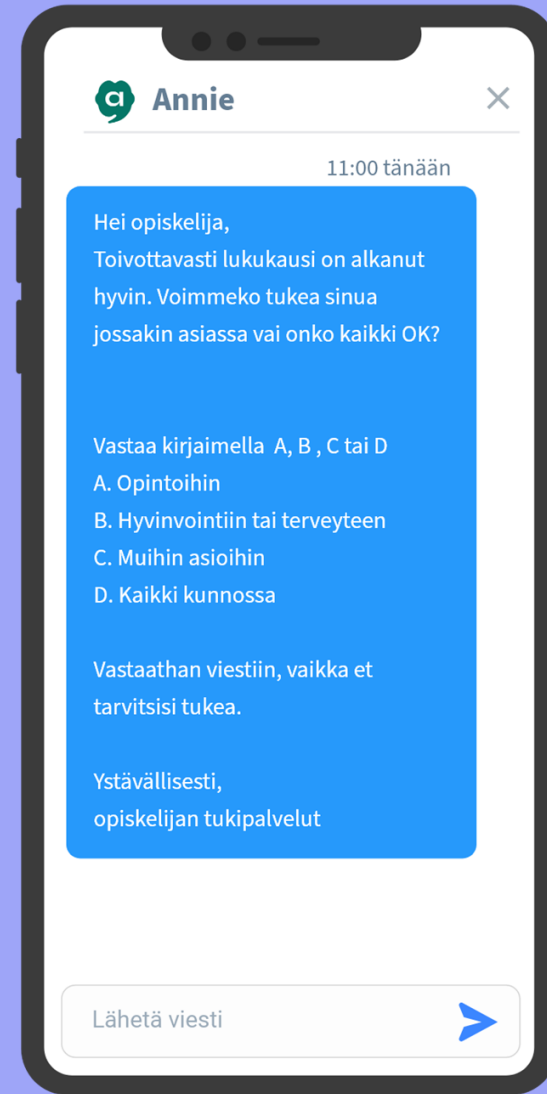 a Annie
11:00 tänään
Hei opiskelija,
Toivottavasti lukukausi on alkanut
hyvin. Voimmeko tukea sinua
jossakin asiassa vai onko kaikki OK?
Vastaa kirjaimella  A, B , C tai D
A. Opintoihin
B. Hyvinvointiin tai terveyteen
C. Muihin asioihin
D. Kaikki kunnossa
Vastaathan viestiin, vaikka et
tarvitsisi tukea.
Ystävällisesti,
opiskelijan tukipalvelut
Lähetä viesti